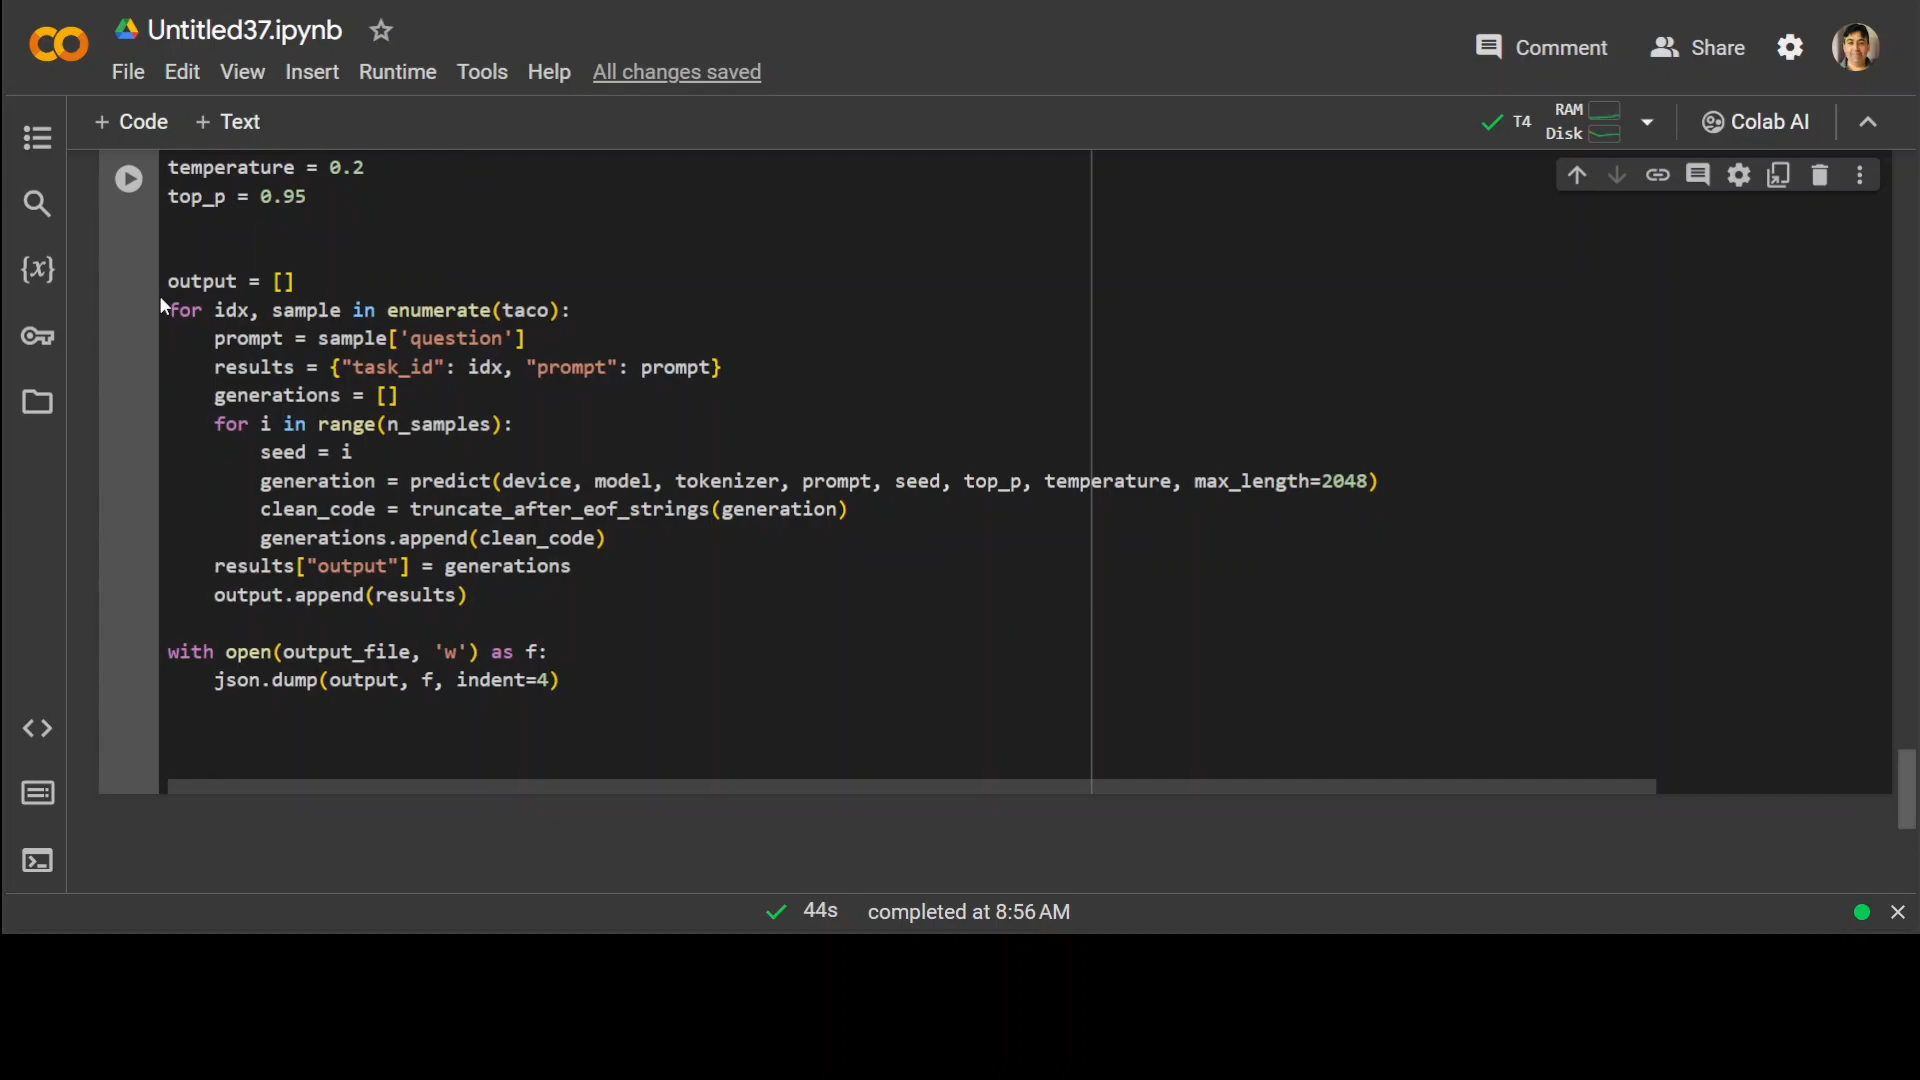 Untitled37.ipynb
Comment Share
File Edit View Insert Runtime Tools Help All changes saved
+ Code + Text
T4 RAM Disk Colab AI
{x}
temperature = 0.2
top_p = 0.95
output = []
for idx, sample in enumerate(taco):
    prompt = sample['question']
    results = {"task_id": idx, "prompt": prompt}
    generations = []
    for i in range(n_samples):
        seed = i
        generation = predict(device, model, tokenizer, prompt, seed, top_p, temperature, max_length=2048)
        clean_code = truncate_after_eof_strings(generation)
        generations.append(clean_code)
    results["output"] = generations
    output.append(results)
with open(output_file, 'w') as f:
    json.dump(output, f, indent=4)
44s completed at 8:56 AM